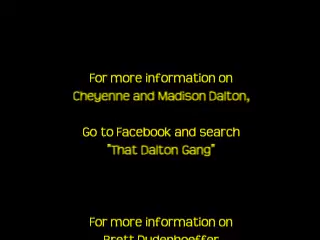 For more information on
Cheyenne and Madison Dalton,
Go to Facebook and search
"That Dalton Gang"
For more information on